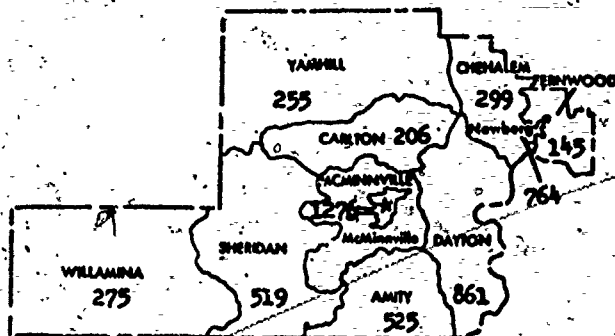 YAMHILL
255
CHEHALEM
299
FERNWOOD
145
Newberg
764
CARLTON 206
MCMINNVILLE
1276
McMinnville
DAYTON
861
SHERIDAN
519
WILLAMINA
275
AMITY
525